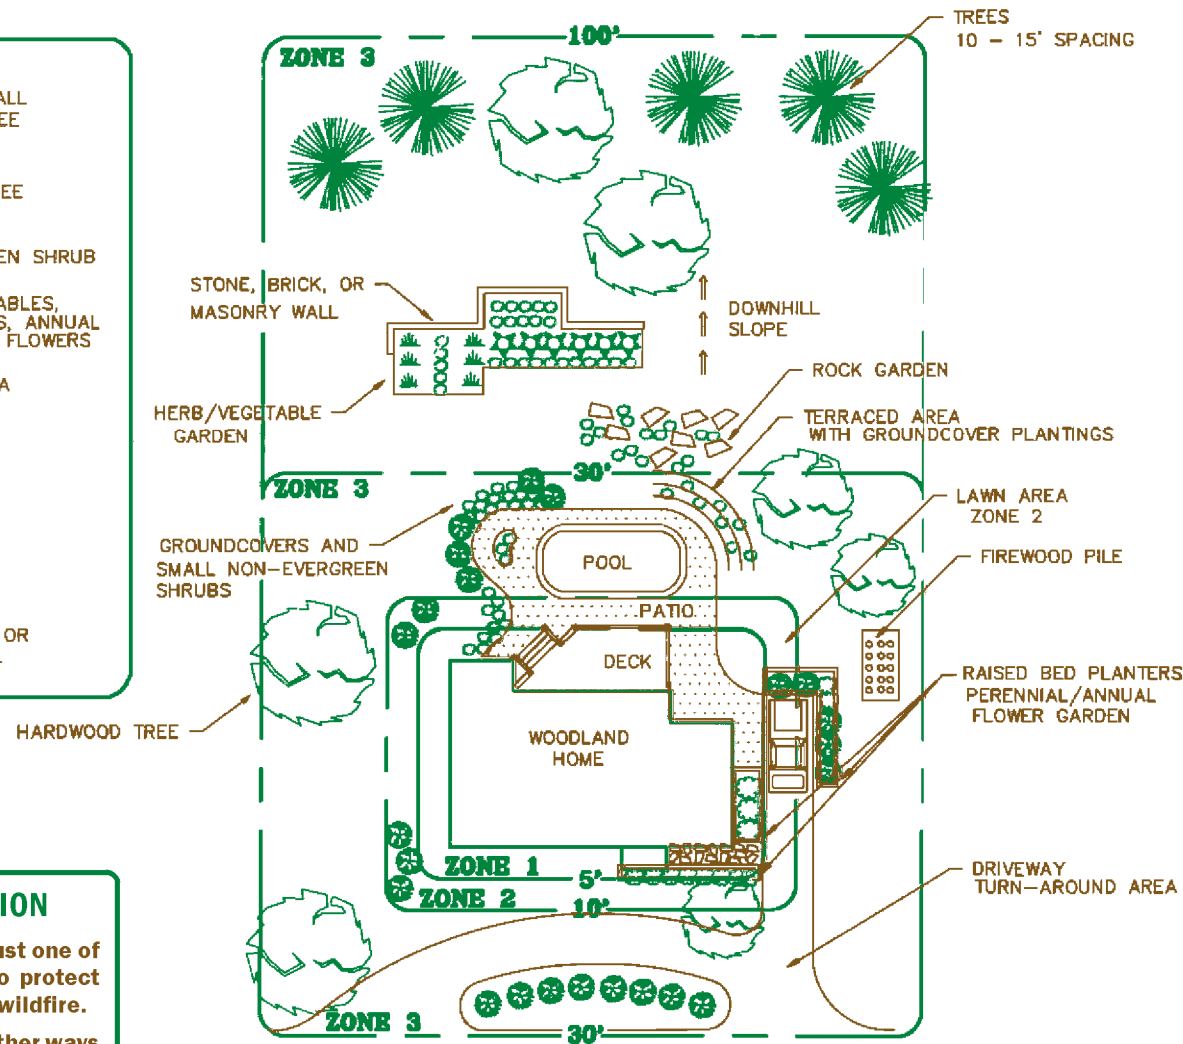 TREES
10 - 15' SPACING
100'
ZONE 3
EN SHRUB
S, ANNUAL
FLOWERS
STONE, BRICK, OR
MASONRY WALL
DOWNHILL
SLOPE
ROCK GARDEN
HERB/VEGETABLE
GARDEN
TERRACED AREA
WITH GROUNDCOVER PLANTINGS
30'
ZONE 3
LAWN AREA
ZONE 2
GROUNDCOVERS AND
SMALL NON-EVERGREEN
SHRUBS
POOL
FIREWOOD PILE
PATIO
OR
DECK
RAISED BED PLANTERS
PERENNIAL/ANNUAL
FLOWER GARDEN
HARDWOOD TREE
WOODLAND
HOME
ZONE 1
5'
ZONE 2
10'
DRIVEWAY
TURN-AROUND AREA
ION
ust one of
o protect
wildfire.
ther ways
ZONE 3
30'